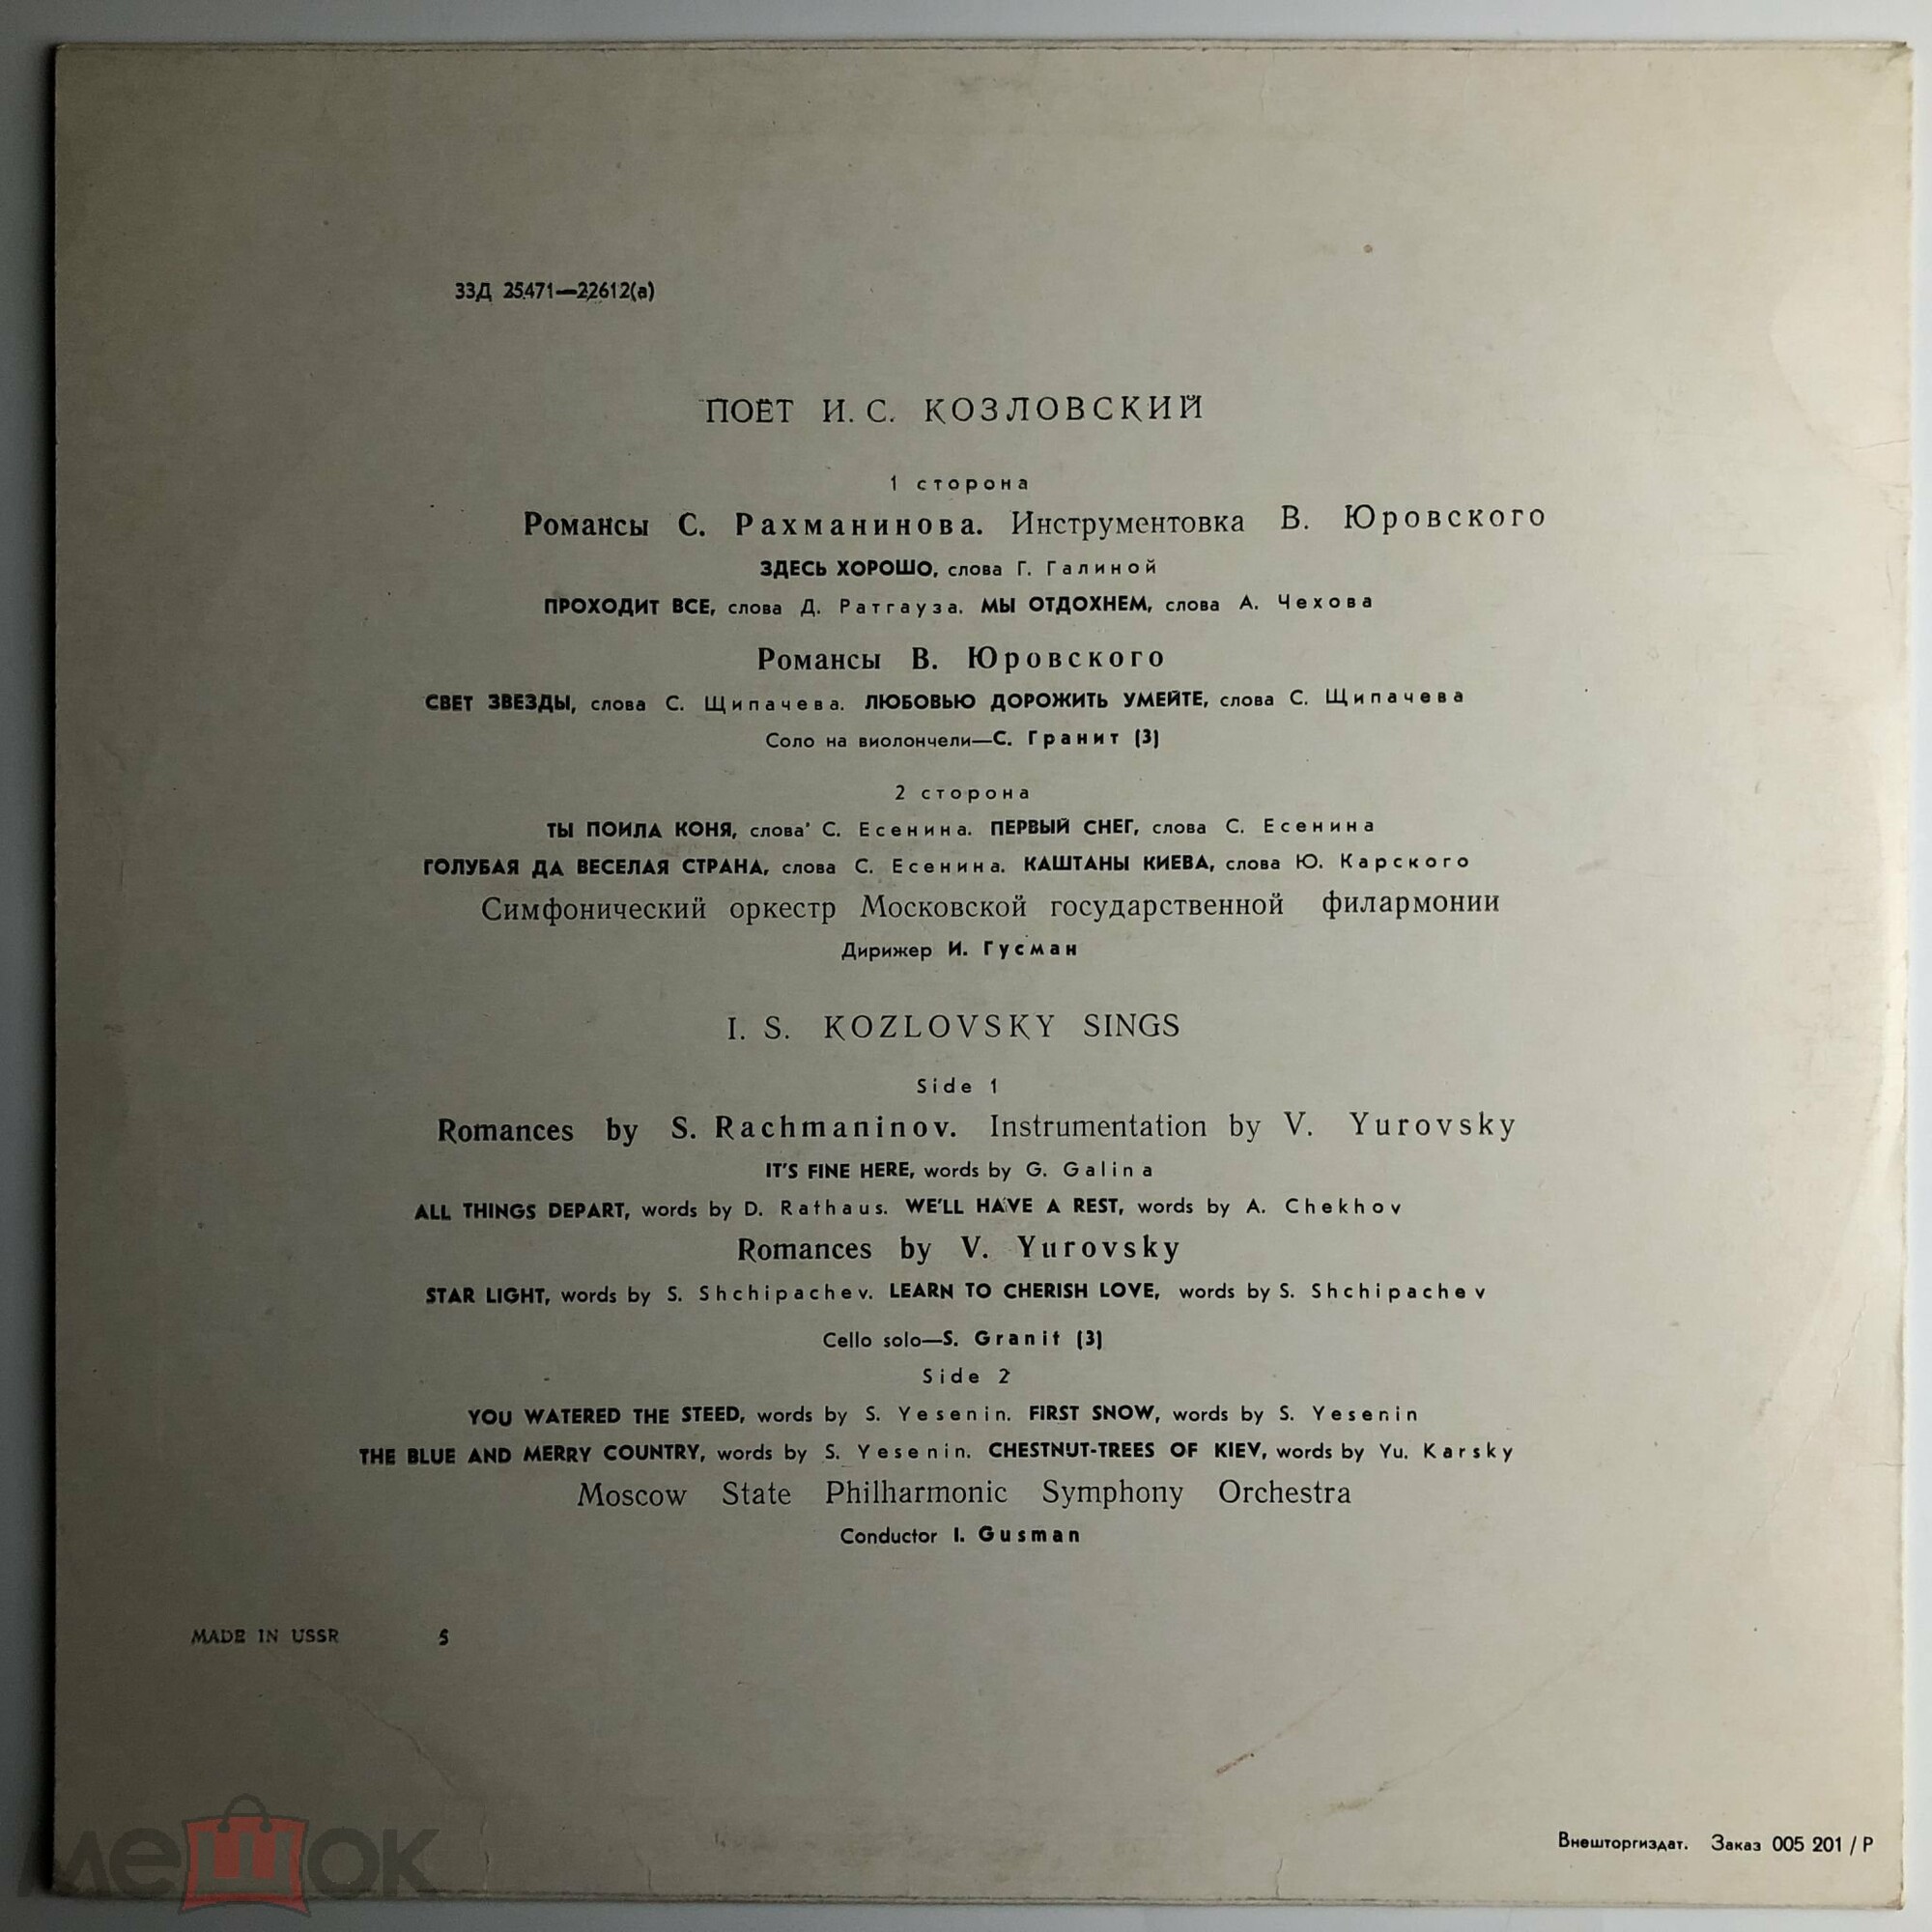 33Д 25471—22612(а)
ПОЁТ И. С. КОЗЛОВСКИЙ
1 сторона
Романсы С. Рахманинова. Инструментовка В. Юровского
ЗДЕСЬ ХОРОШО, слова Г. Галиной
ПРОХОДИТ ВСЕ, слова Д. Ратгауза. МЫ ОТДОХНЕМ, слова А. Чехова
Романсы В. Юровского
СВЕТ ЗВЕЗДЫ, слова С. Щипачева. ЛЮБОВЬЮ ДОРОЖИТЬ УМЕЙТЕ, слова С. Щипачева
Соло на виолончели—С. Гранит (3)
2 сторона
ТЫ ПОИЛА КОНЯ, слова С. Есенина. ПЕРВЫЙ СНЕГ, слова С. Есенина
ГОЛУБАЯ ДА ВЕСЕЛАЯ СТРАНА, слова С. Есенина. КАШТАНЫ КИЕВА, слова Ю. Карского
Симфонический оркестр Московской государственной филармонии
Дирижер И. Гусман
I. S. KOZLOVSKY SINGS
Side 1
Romances by S. Rachmaninov. Instrumentation by V. Yurovsky
IT'S FINE HERE, words by G. Galina
ALL THINGS DEPART, words by D. Rathaus. WE'LL HAVE A REST, words by A. Chekhov
Romances by V. Yurovsky
STAR LIGHT, words by S. Shchipachev. LEARN TO CHERISH LOVE, words by S. Shchipachev
Cello solo—S. Granit (3)
Side 2
YOU WATERED THE STEED, words by S. Yesenin. FIRST SNOW, words by S. Yesenin
THE BLUE AND MERRY COUNTRY, words by S. Yesenin. CHESTNUT-TREES OF KIEV, words by Yu. Karsky
Moscow State Philharmonic Symphony Orchestra
Conductor I. Gusman
MADE IN USSR 5
Внешторгиздат. Заказ 005 201 / Р
мешок